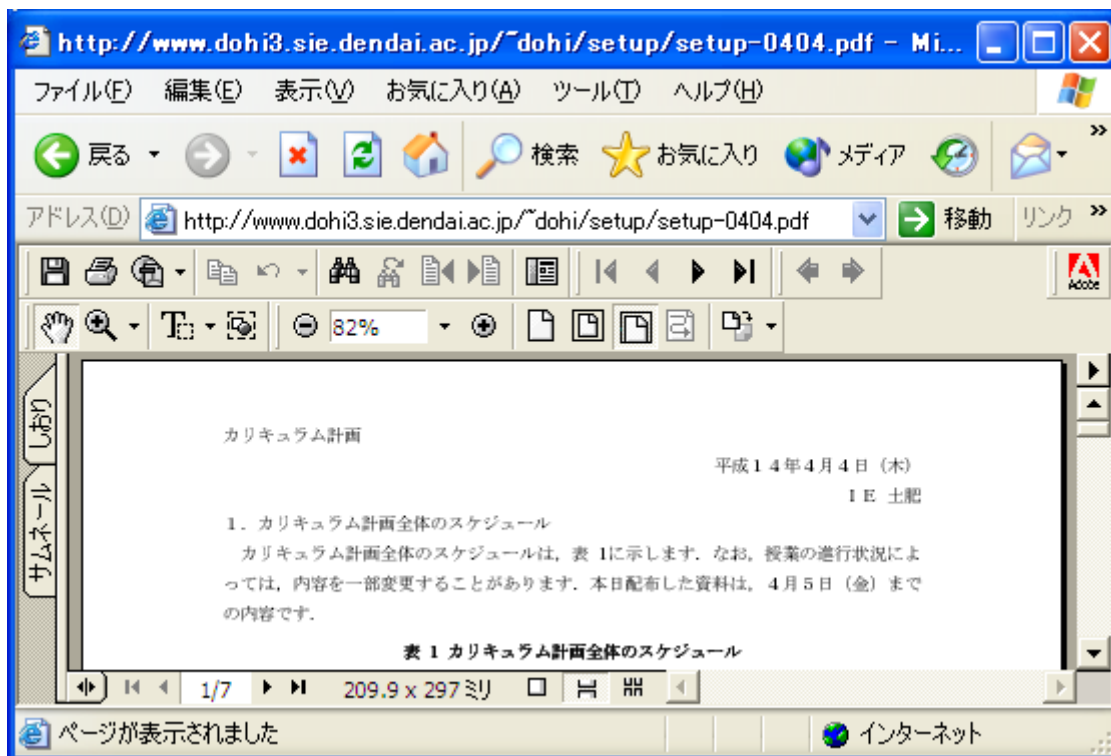 http://www.dohi3.sie.dendai.ac.jp/~dohi/setup/setup-0404.pdf - Mi...
ファイル(F) 編集(E) 表示(V) お気に入り(A) ツール(T) ヘルプ(H)
戻る 検索 お気に入り メディア »
アドレス(D) http://www.dohi3.sie.dendai.ac.jp/~dohi/setup/setup-0404.pdf 移動 リンク »
Adobe
82%
しおり
サムネール
カリキュラム計画
平成14年4月4日（木）
IE 土肥
1．カリキュラム計画全体のスケジュール
カリキュラム計画全体のスケジュールは，表 1に示します．なお，授業の進行状況によ
っては，内容を一部変更することがあります．本日配布した資料は，4月5日（金）まで
の内容です．
表 1 カリキュラム計画全体のスケジュール
1/7 209.9 x 297 ミリ
ページが表示されました インターネット